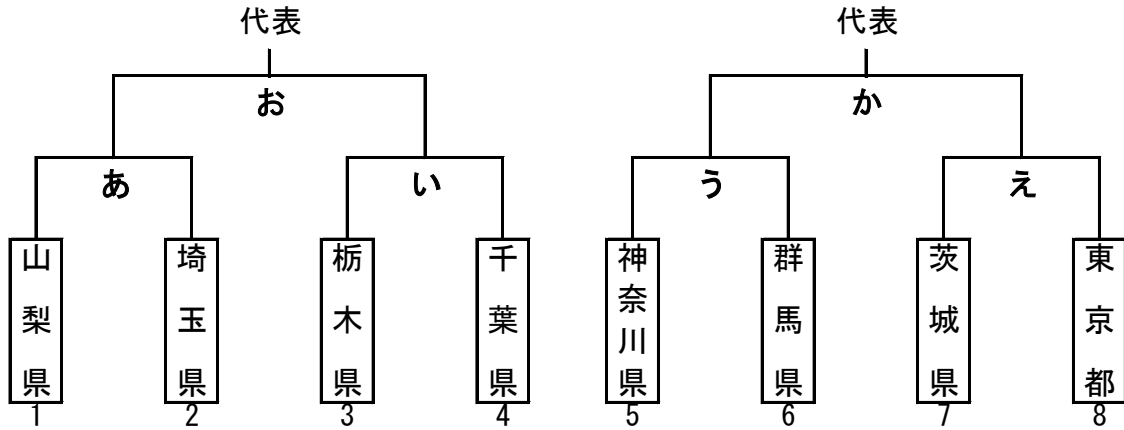 代表 代表
お か
あ い う え
山梨県 埼玉県 栃木県 千葉県 神奈川県 群馬県 茨城県 東京都
1 2 3 4 5 6 7 8